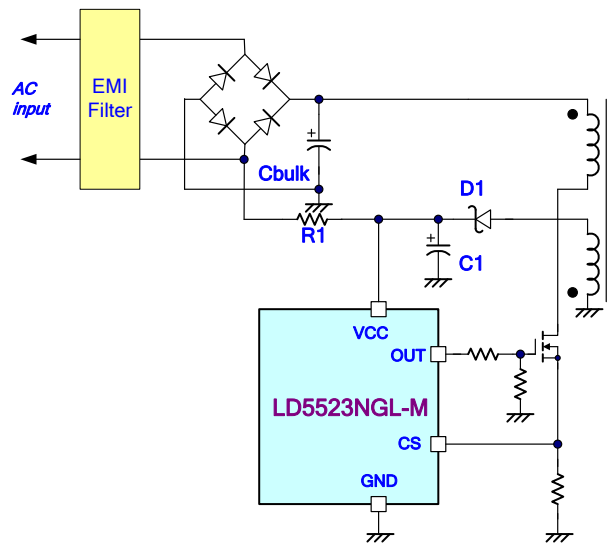 AC
input
EMI
Filter
+
Cbulk
R1
D1
+
C1
VCC
OUT
LD5523NGL-M
CS
GND